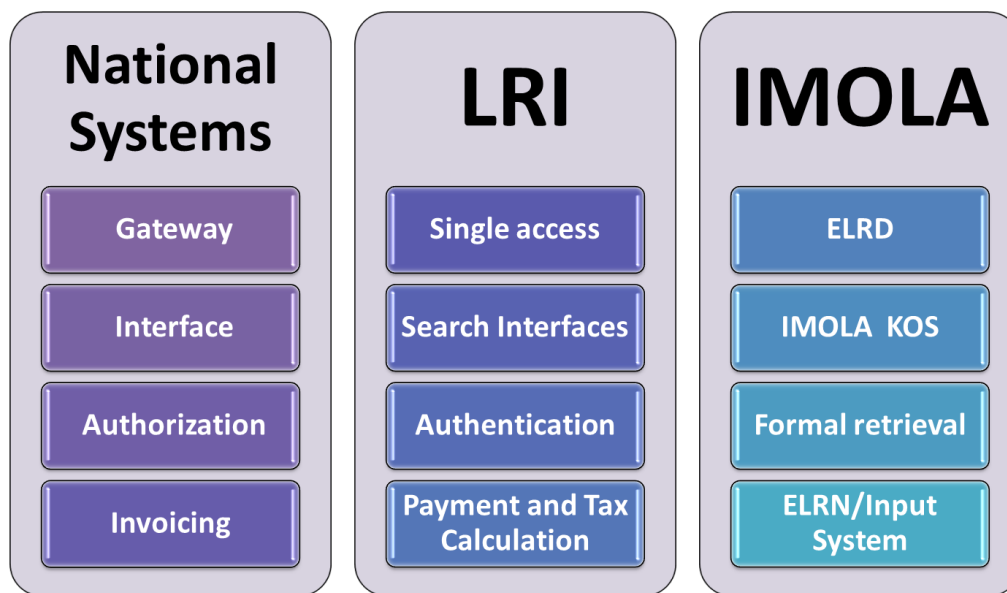 National
Systems
Gateway
Interface
Authorization
Invoicing
LRI
Single access
Search Interfaces
Authentication
Payment and Tax
Calculation
IMOLA
ELRD
IMOLA KOS
Formal retrieval
ELRN/Input
System